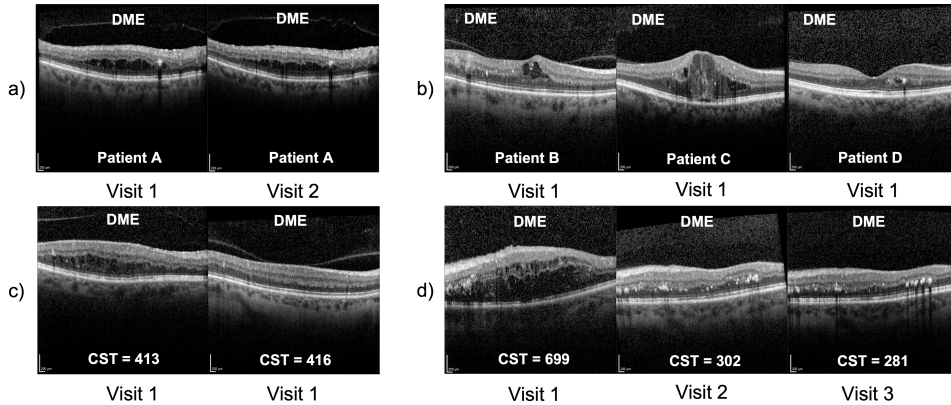 a)
DME
DME
Patient A
Patient A
Visit 1
Visit 2
b)
DME
DME
DME
Patient B
Patient C
Patient D
Visit 1
Visit 1
Visit 1
c)
DME
DME
CST = 413
CST = 416
Visit 1
Visit 1
d)
DME
DME
DME
CST = 699
CST = 302
CST = 281
Visit 1
Visit 2
Visit 3